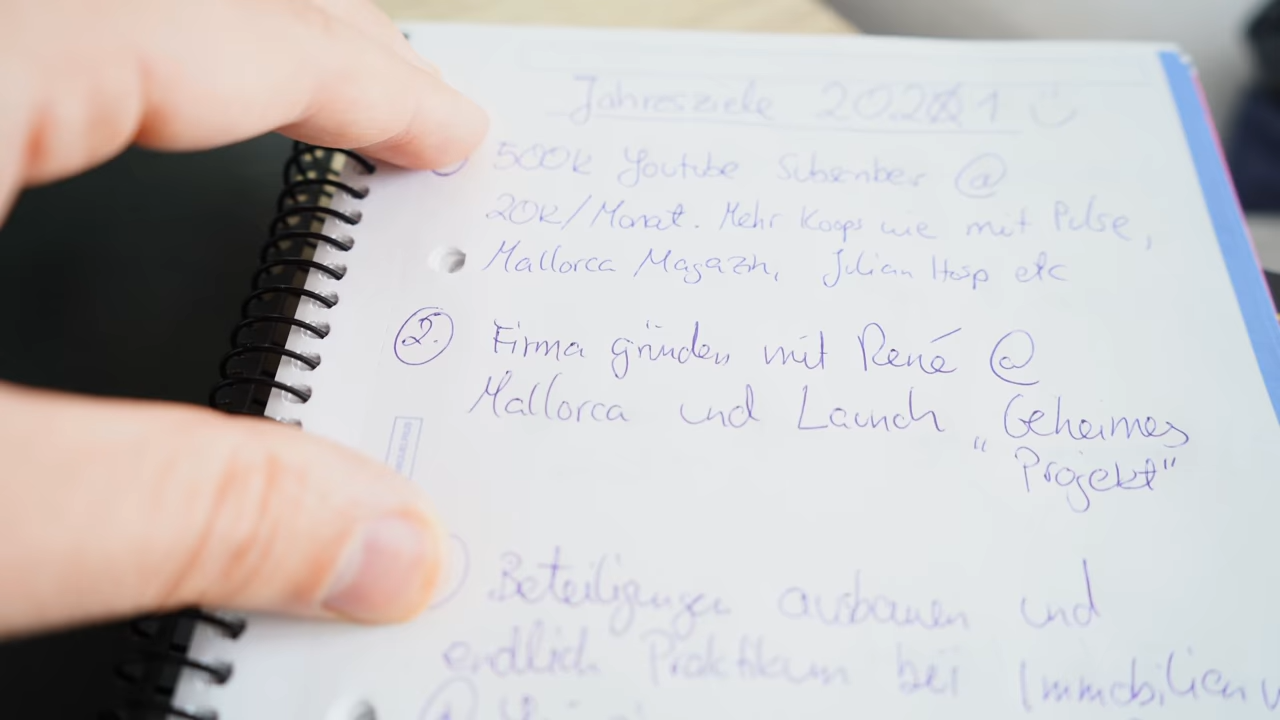 Jahresziele 2021
500k Youtube Subscriber @
20k/Monat. Mehr Koops wie mit Pulse,
Mallorca Magazin, Julian Hosp etc
2. Firma gründen mit René @
Mallorca und Launch „Geheimes
Projekt"
Beteiligungen ausbauen und
endlich Praktikum bei Immobilien